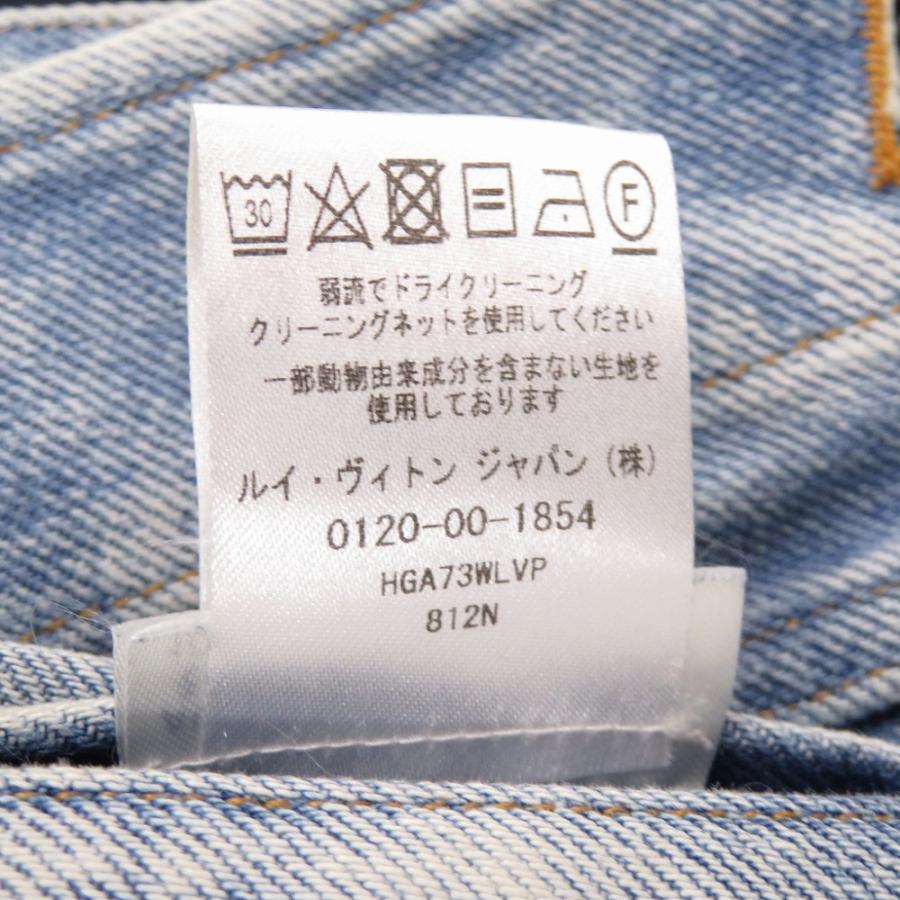 30 F
弱流でドライクリーニング
クリーニングネットを使用してください
一部動物由来成分を含まない生地を
使用しております
ルイ・ヴィトン ジャパン (株)
0120-00-1854
HGA73WLVP
812N